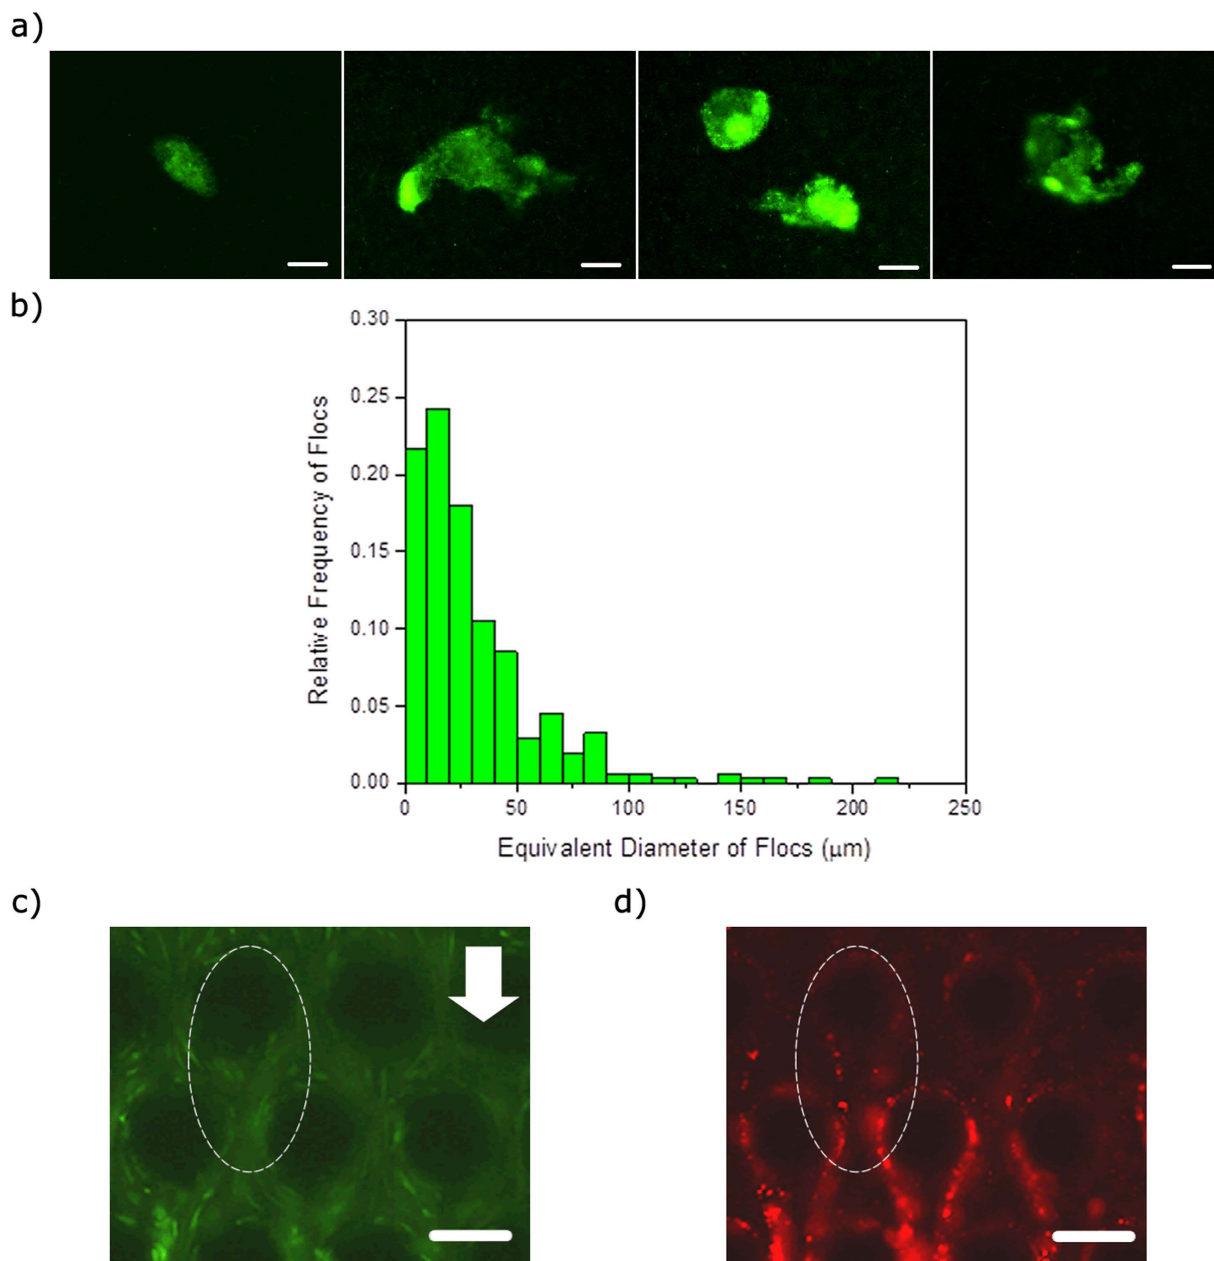 a)
b)
0.30
0.25
0.20
0.15
0.10
0.05
0.00
Relative Frequency of Flocs
0 50 100 150 200 250
Equivalent Diameter of Flocs (μm)
c) d)